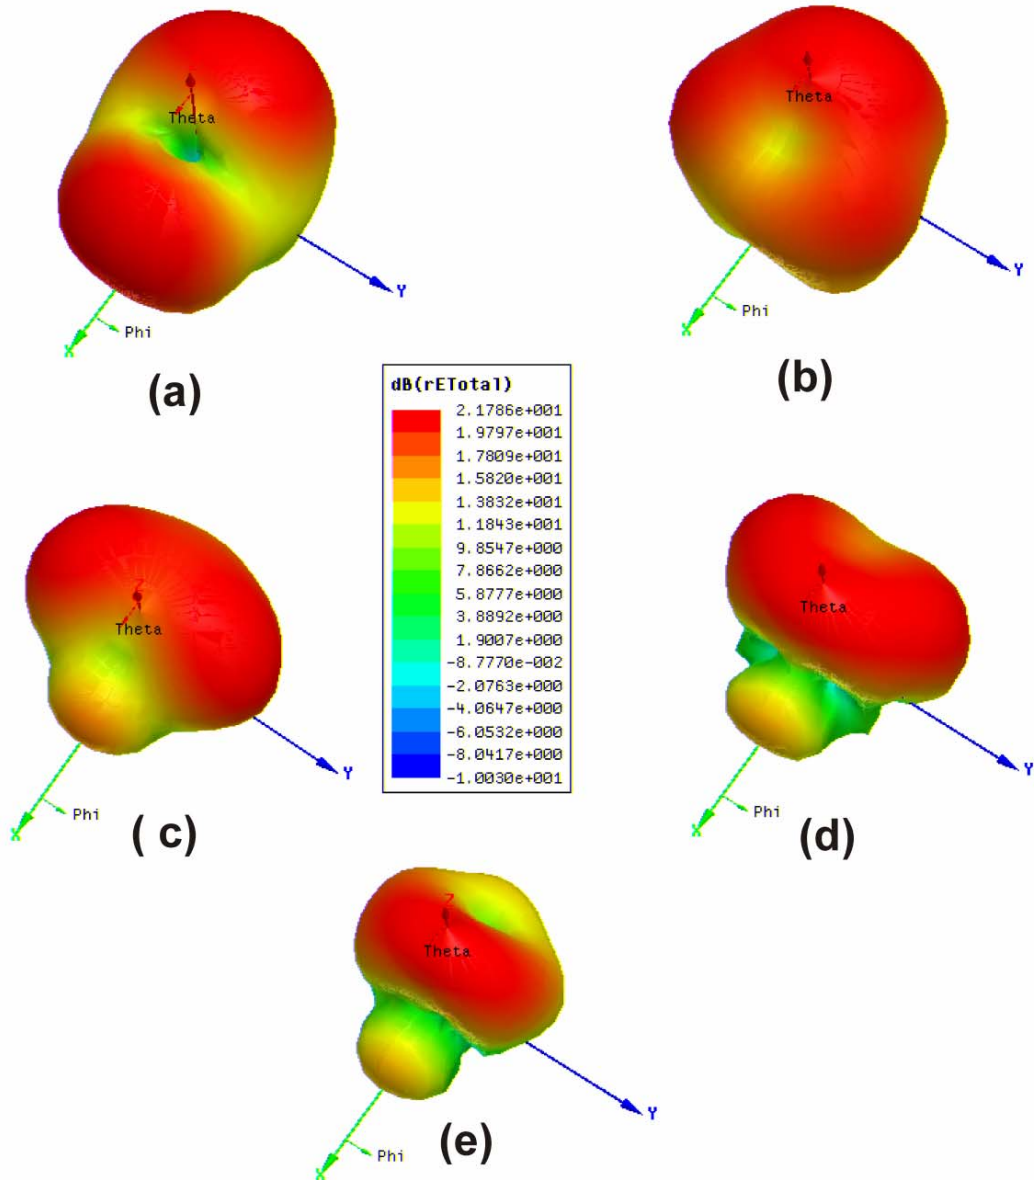 Theta
Y
Phi
X
(a)
Theta
Y
Phi
X
(b)
dB(rETotal)
2.1786e+001
1.9797e+001
1.7809e+001
1.5820e+001
1.3832e+001
1.1843e+001
9.8547e+000
7.8662e+000
5.8777e+000
3.8892e+000
1.9007e+000
-8.7770e-002
-2.0763e+000
-4.0647e+000
-6.0532e+000
-8.0417e+000
-1.0030e+001
Z
Theta
Y
Phi
X
( c)
Theta
Y
Phi
X
(d)
Z
Theta
Y
Phi
X
(e)